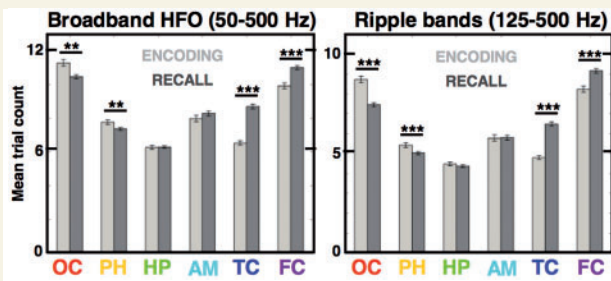 Broadband HFO (50-500 Hz)
Ripple bands (125-500 Hz)
Mean trial count
12
6
0
ENCODING
RECALL
**
**
***
***
OC PH HP AM TC FC
10
5
0
ENCODING
RECALL
***
***
***
***
OC PH HP AM TC FC